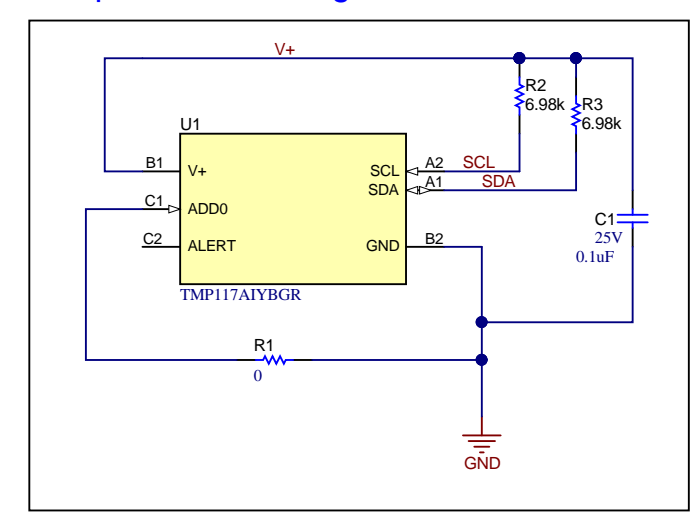 V+
R2
6.98k
R3
6.98k
U1
B1
V+
SCL
A2
SCL
SDA
A1
SDA
C1
ADD0
C2
ALERT
GND
B2
C1
25V
0.1uF
TMP117AIYBGR
R1
0
GND